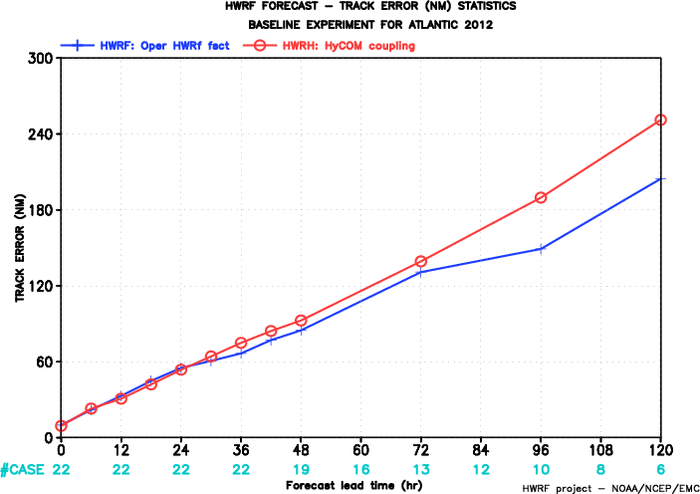 HWRF FORECAST – TRACK ERROR (NM) STATISTICS
BASELINE EXPERIMENT FOR ATLANTIC 2012
HWRF: Oper HWRf fact HWRH: HyCOM coupling
TRACK ERROR (NM)
300
240
180
120
60
0
0 12 24 36 48 60 72 84 96 108 120
#CASE 22 22 22 22 19 16 13 12 10 8 6
Forecast lead time (hr)
HWRF project – NOAA/NCEP/EMC